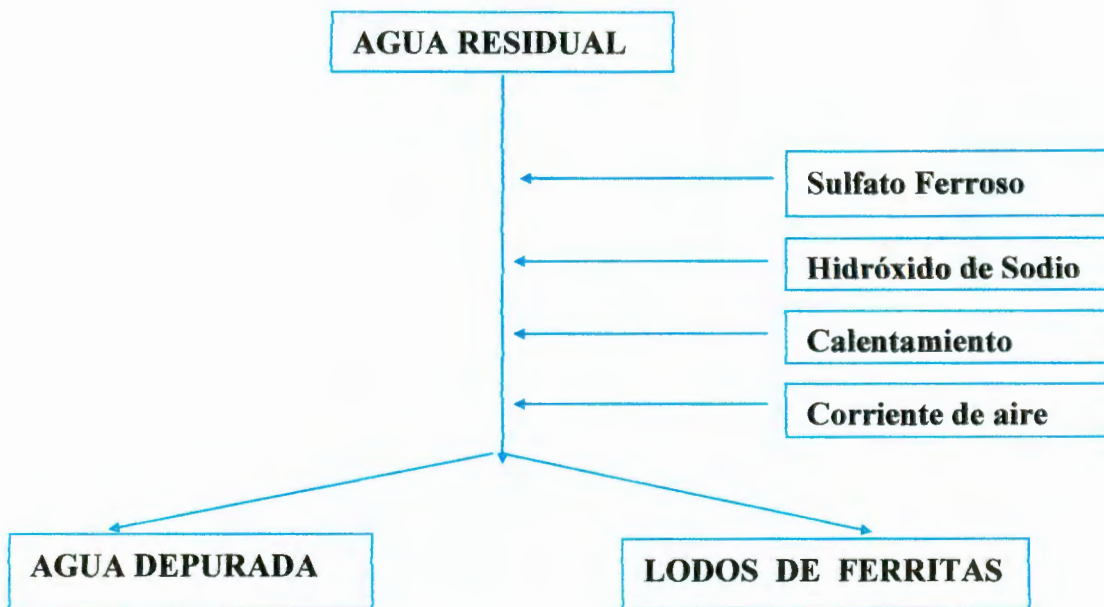 AGUA RESIDUAL
Sulfato Ferroso
Hidróxido de Sodio
Calentamiento
Corriente de aire
AGUA DEPURADA
LODOS DE FERRITAS